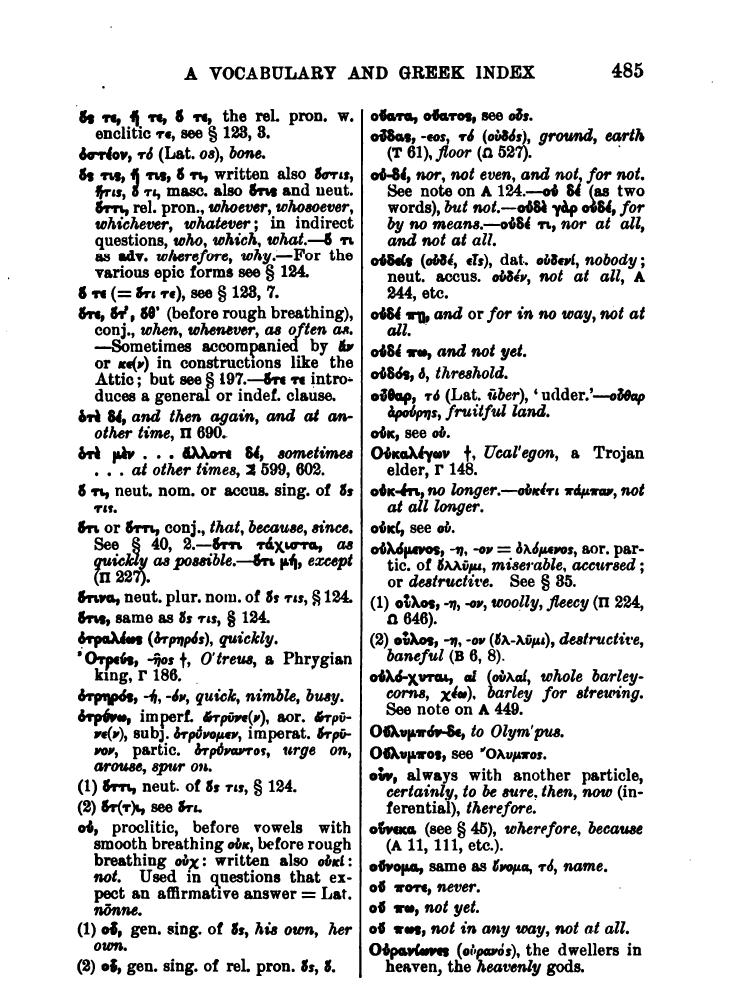 A VOCABULARY AND GREEK INDEX 485
ὅς τε, ἥ τε, ὅ τε, the rel. pron. w.
enclitic τε, see § 123, 3.
ὀστέον, τό (Lat. os), bone.
ὅς τις, ἥ τις, ὅ τι, written also ὅστις,
ἥτις, ὅ τι, masc. also ὅτις and neut.
ὅττι, rel. pron., whoever, whosoever,
whichever, whatever; in indirect
questions, who, which, what.—ὅ τι
as adv. wherefore, why.—For the
various epic forms see § 124.
ὅ τε (= ὅτι τε), see § 123, 7.
ὅτε, ὅτ', ὅθ' (before rough breathing),
conj., when, whenever, as often as.
—Sometimes accompanied by ἄν
or κε(ν) in constructions like the
Attic; but see § 197.—ὅτε τε intro-
duces a general or indef. clause.
ὁτὲ δέ, and then again, and at an-
other time, Π 690.
ὁτὲ μὲν . . . ἄλλοτε δέ, sometimes
. . . at other times, Σ 599, 602.
ὅ τι, neut. nom. or accus. sing. of ὅς
τις.
ὅτι or ὅττι, conj., that, because, since.
See § 40, 2.—ὅττι τάχιστα, as
quickly as possible.—ὅτι μή, except
(Π 227).
ὅτινα, neut. plur. nom. of ὅς τις, § 124.
ὅτις, same as ὅς τις, § 124.
ὀτραλέως (ὀτρηρός), quickly.
Ὀτρεύς, -ῆος †, O'treus, a Phrygian
king, Γ 186.
ὀτρηρός, -ή, -όν, quick, nimble, busy.
ὀτρύνω, imperf. ὤτρῡνε(ν), aor. ὤτρῡ-
νε(ν), subj. ὀτρύνομεν, imperat. ὄτρῡ-
νον, partic. ὀτρύναντος, urge on,
arouse, spur on.
(1) ὅττι, neut. of ὅς τις, § 124.
(2) ὅτ(τ)ι, see ὅτι.
οὐ, proclitic, before vowels with
smooth breathing οὐκ, before rough
breathing οὐχ: written also οὐκί:
not. Used in questions that ex-
pect an affirmative answer = Lat.
nōnne.
(1) οὗ, gen. sing. of ὅς, his own, her
own.
(2) οὗ, gen. sing. of rel. pron. ὅς, ὅ.
οὔατα, οὔατος, see οὖς.
οὖδας, -εος, τό (οὐδός), ground, earth
(Τ 61), floor (Ω 527).
οὐ-δέ, nor, not even, and not, for not.
See note on Α 124.—οὐ δέ (as two
words), but not.—οὐδὲ γὰρ οὐδέ, for
by no means.—οὐδέ τι, nor at all,
and not at all.
οὐδείς (οὐδέ, εἷς), dat. οὐδενί, nobody;
neut. accus. οὐδέν, not at all, Α
244, etc.
οὐδέ πῃ, and or for in no way, not at
all.
οὐδέ πω, and not yet.
οὐδός, ὁ, threshold.
οὖθαρ, τό (Lat. ūber), 'udder.'—οὖθαρ
ἀρούρης, fruitful land.
οὐκ, see οὐ.
Οὐκαλέγων †, Ucal'egon, a Trojan
elder, Γ 148.
οὐκ-έτι, no longer.—οὐκέτι πάμπαν, not
at all longer.
οὐκί, see οὐ.
οὐλόμενος, -η, -ον = ὀλόμενος, aor. par-
tic. of ὄλλῡμι, miserable, accursed;
or destructive. See § 35.
(1) οὖλος, -η, -ον, woolly, fleecy (Π 224,
Ω 646).
(2) οὖλος, -η, -ον (ὄλ-λῡμι), destructive,
baneful (Β 6, 8).
οὐλό-χυται, αἱ (οὐλαί, whole barley-
corns, χέω), barley for strewing.
See note on Α 449.
Οὔλυμπόν-δε, to Olym'pus.
Οὔλυμπος, see Ὄλυμπος.
οὖν, always with another particle,
certainly, to be sure, then, now (in-
ferential), therefore.
οὕνεκα (see § 45), wherefore, because
(Α 11, 111, etc.).
οὔνομα, same as ὄνομα, τό, name.
οὔ ποτε, never.
οὔ πω, not yet.
οὔ πως, not in any way, not at all.
Οὐρανίωνες (οὐρανός), the dwellers in
heaven, the heavenly gods.